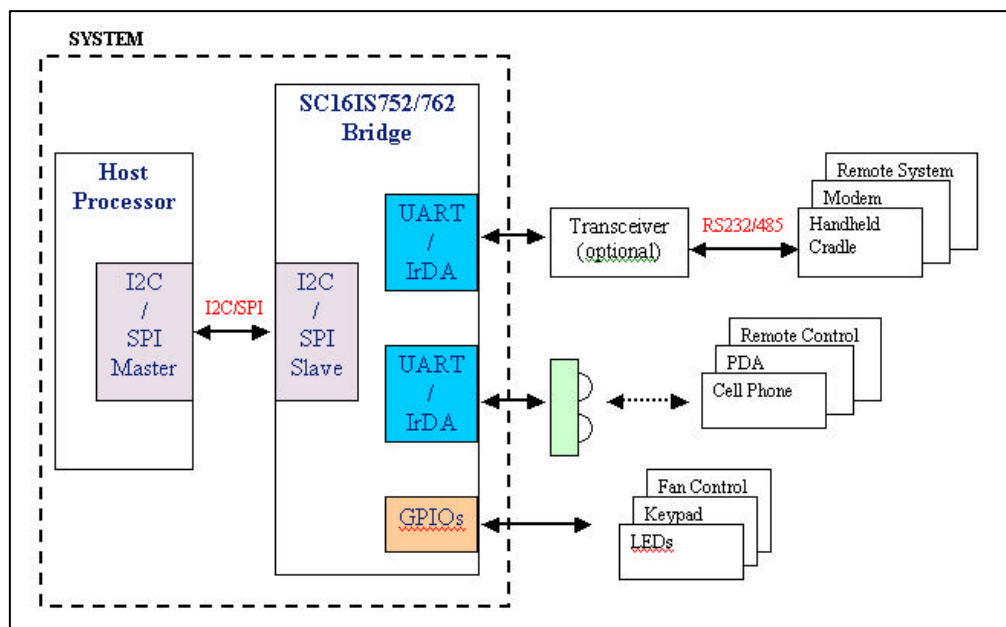 SYSTEM
SC16IS752/762
Bridge
Host
Processor
I2C
/
SPI
Master
I2C/SPI
I2C
/
SPI
Slave
UART
/
IrDA
UART
/
IrDA
GPIOs
Transceiver
(optional)
RS232/485
Remote System
Modem
Handheld
Cradle
Remote Control
PDA
Cell Phone
Fan Control
Keypad
LEDs